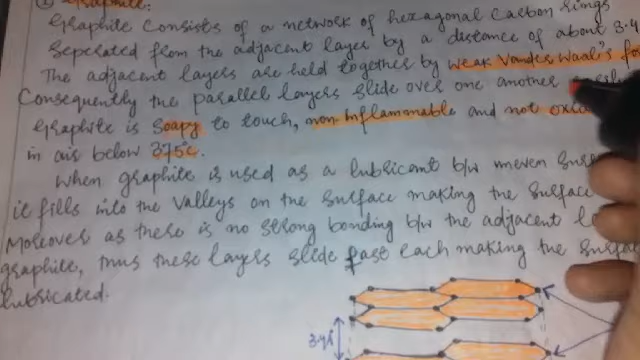 Graphite:
Graphite consists of a network of hexagonal carbon rings
seperated from the adjacent layer by a distance of about 3.4
The adjacent layers are held together by weak Vander Waal's
Consequently the parallel layers slide over one another
Graphite is soapy to touch, non inflammable and not
in air below 375°C.
When graphite is used as a lubricant b/w uneven
it fills into the valleys on the surface making the surface
Moreover as there is no strong bonding b/w the adjacent
graphite, thus these layers slide past each making the
lubricated.
3.4Å